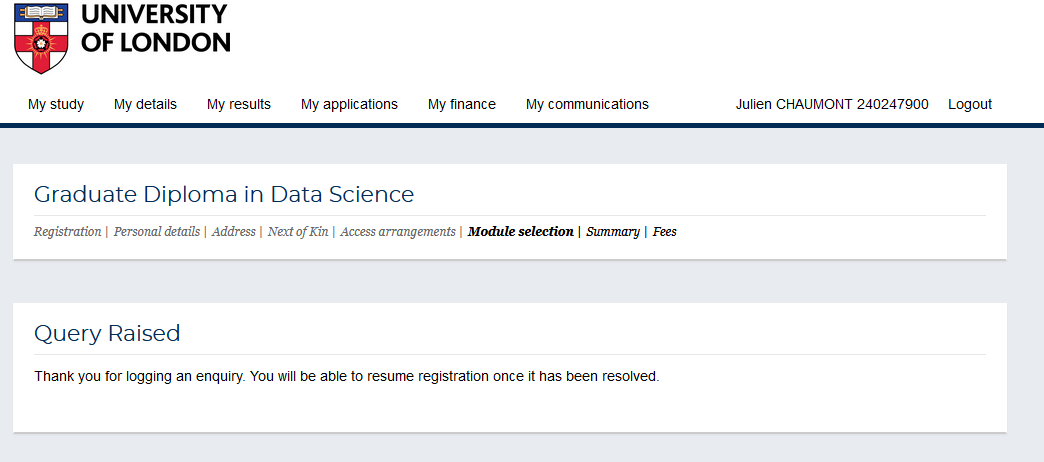 UNIVERSITY
OF LONDON
My study My details My results My applications My finance My communications Julien CHAUMONT 240247900 Logout
Graduate Diploma in Data Science
Registration | Personal details | Address | Next of Kin | Access arrangements | Module selection | Summary | Fees
Query Raised
Thank you for logging an enquiry. You will be able to resume registration once it has been resolved.